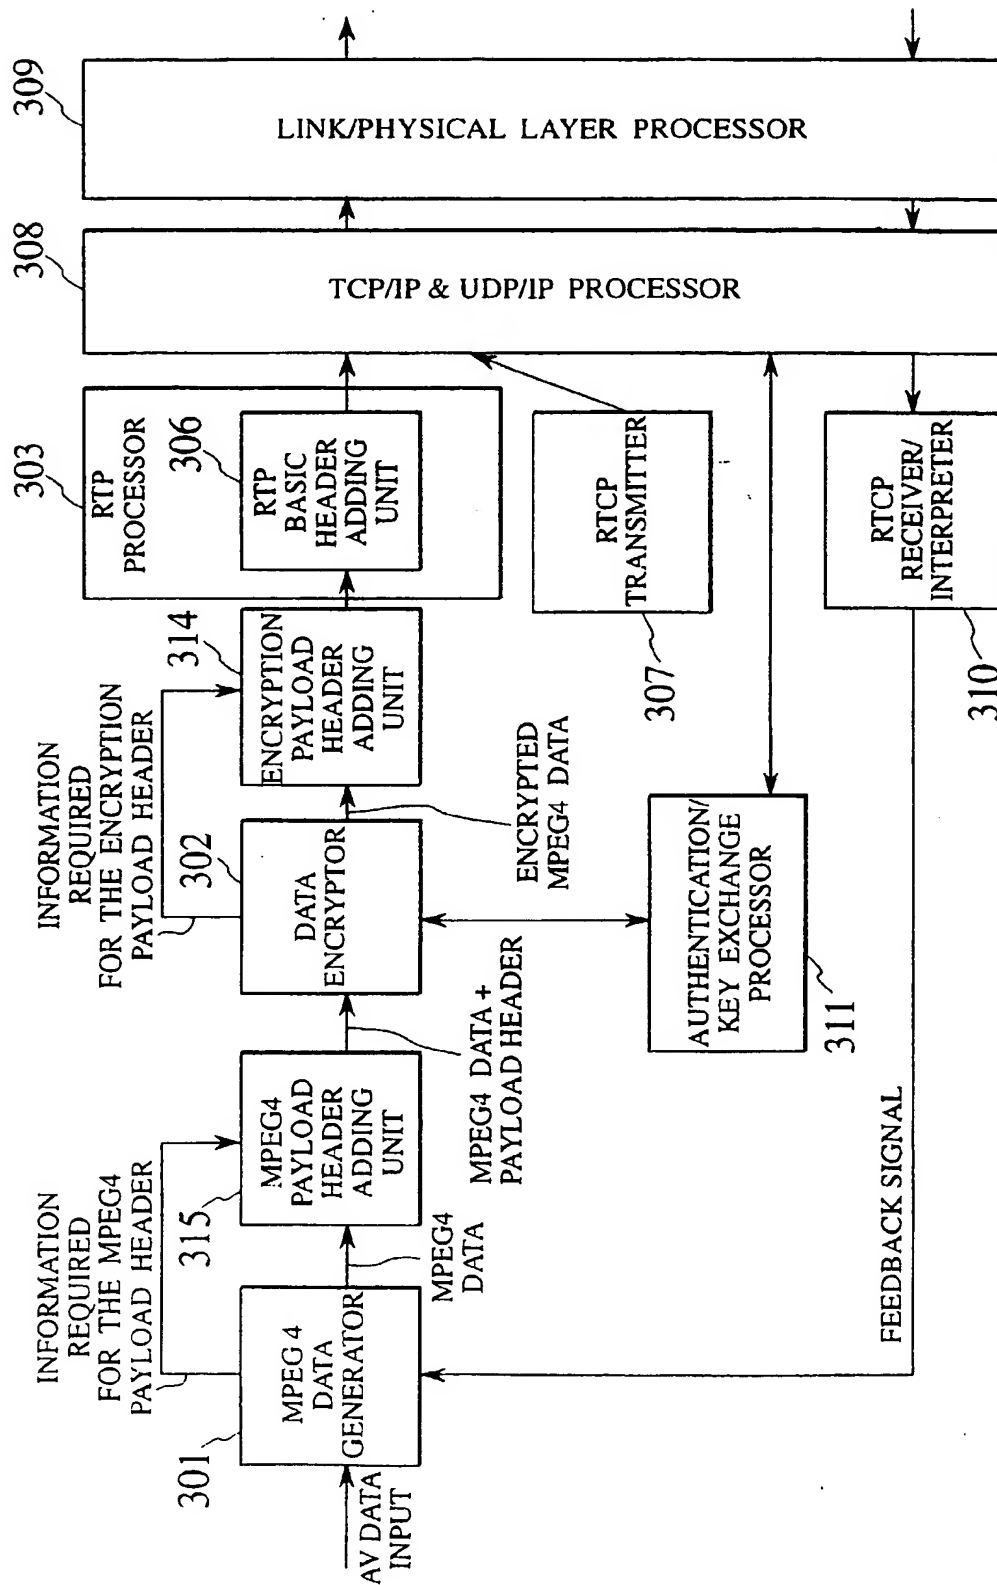 309
LINK/PHYSICAL LAYER PROCESSOR
308
TCP/IP & UDP/IP PROCESSOR
303
RTP
PROCESSOR
306
RTP
BASIC
HEADER
ADDING
UNIT
RTCP
TRANSMITTER
307
RTCP
RECEIVER/
INTERPRETER
310
INFORMATION
REQUIRED
FOR THE ENCRYPTION
PAYLOAD HEADER
314
ENCRYPTION
PAYLOAD
HEADER
ADDING
UNIT
302
DATA
ENCRYPTOR
ENCRYPTED
MPEG4 DATA
AUTHENTICATION/
KEY EXCHANGE
PROCESSOR
311
INFORMATION
REQUIRED
FOR THE MPEG4
PAYLOAD HEADER
315
MPEG4
PAYLOAD
HEADER
ADDING
UNIT
MPEG4 DATA +
PAYLOAD HEADER
301
MPEG 4
DATA
GENERATOR
MPEG4
DATA
AV DATA
INPUT
FEEDBACK SIGNAL